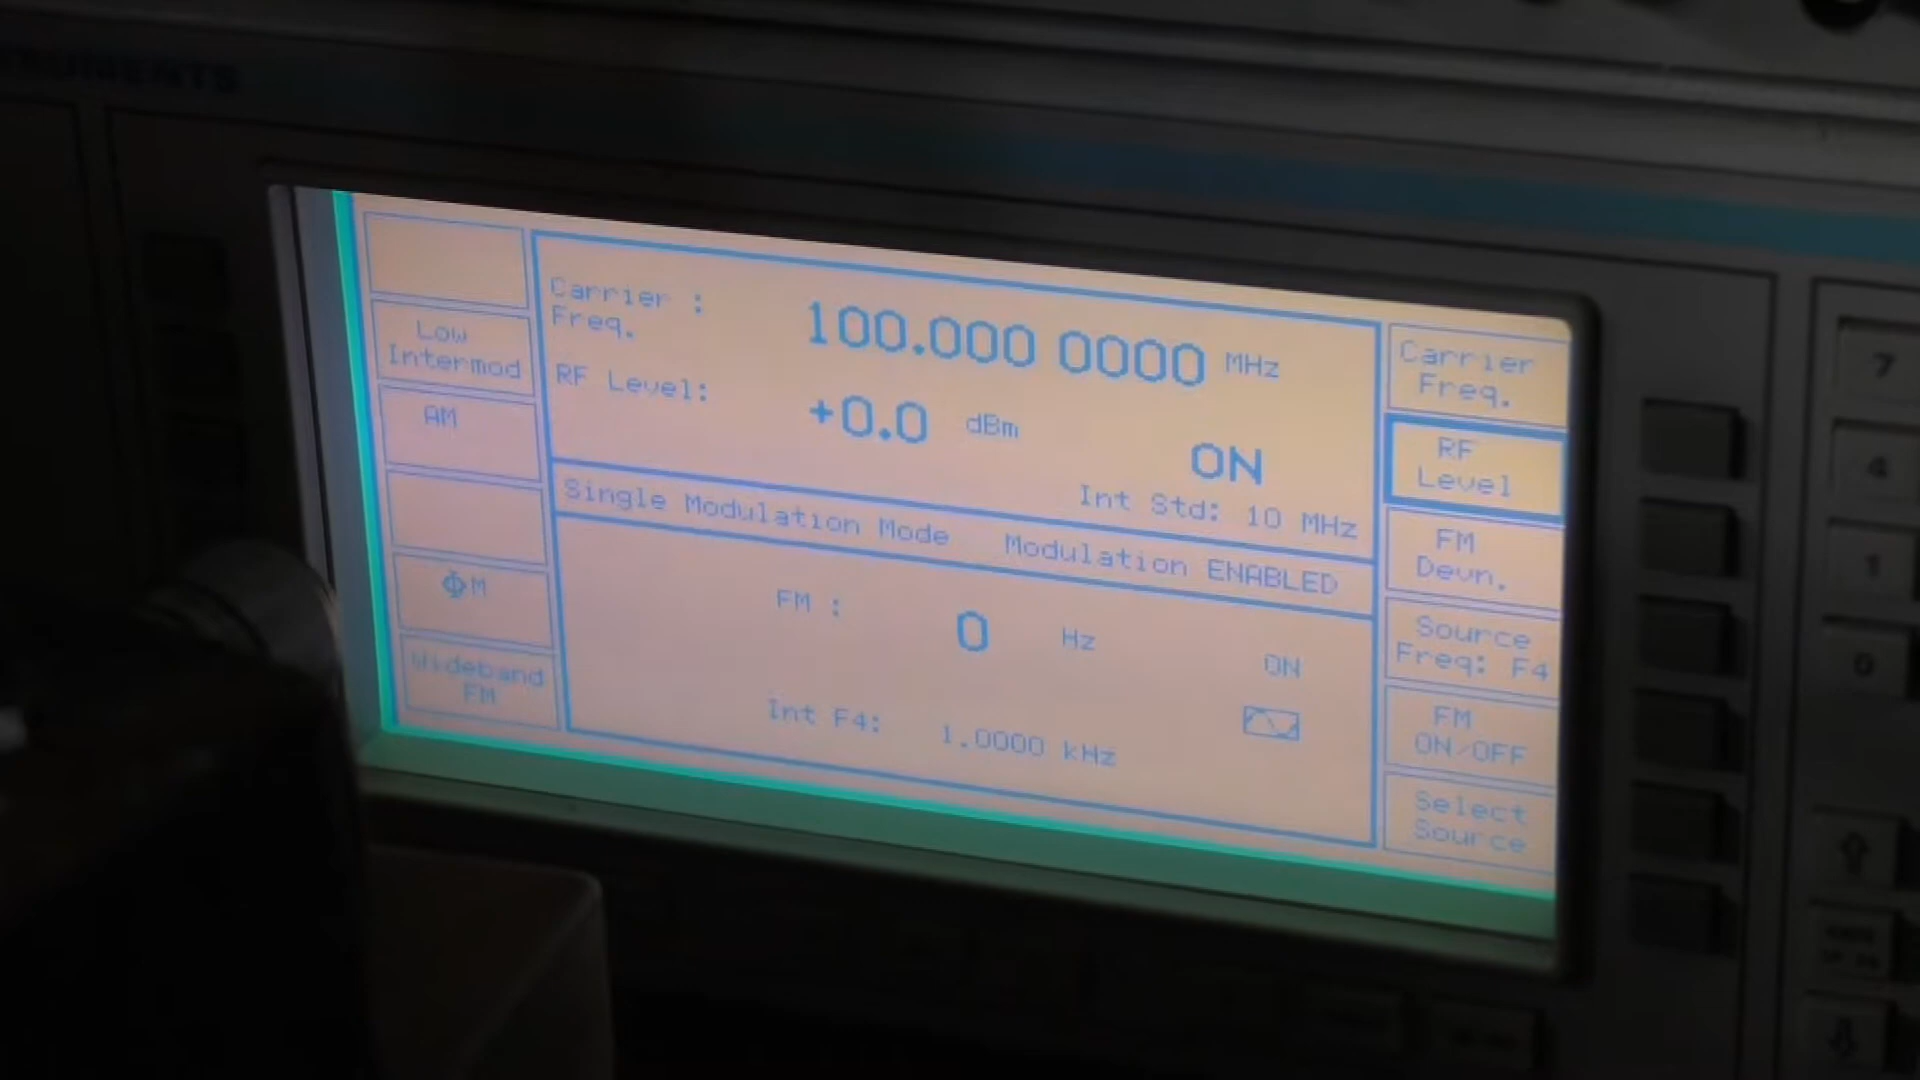 Low
Intermod
AM
ΦM
Wideband
FM
Carrier :
Freq.
100.000 0000 MHz
RF Level:
+0.0 dBm
ON
Int Std: 10 MHz
Single Modulation Mode Modulation ENABLED
FM : 0 Hz ON
Int F4: 1.0000 kHz
Carrier
Freq.
RF
Level
FM
Devn.
Source
Freq: F4
FM
ON/OFF
Select
Source
7
4
1
0